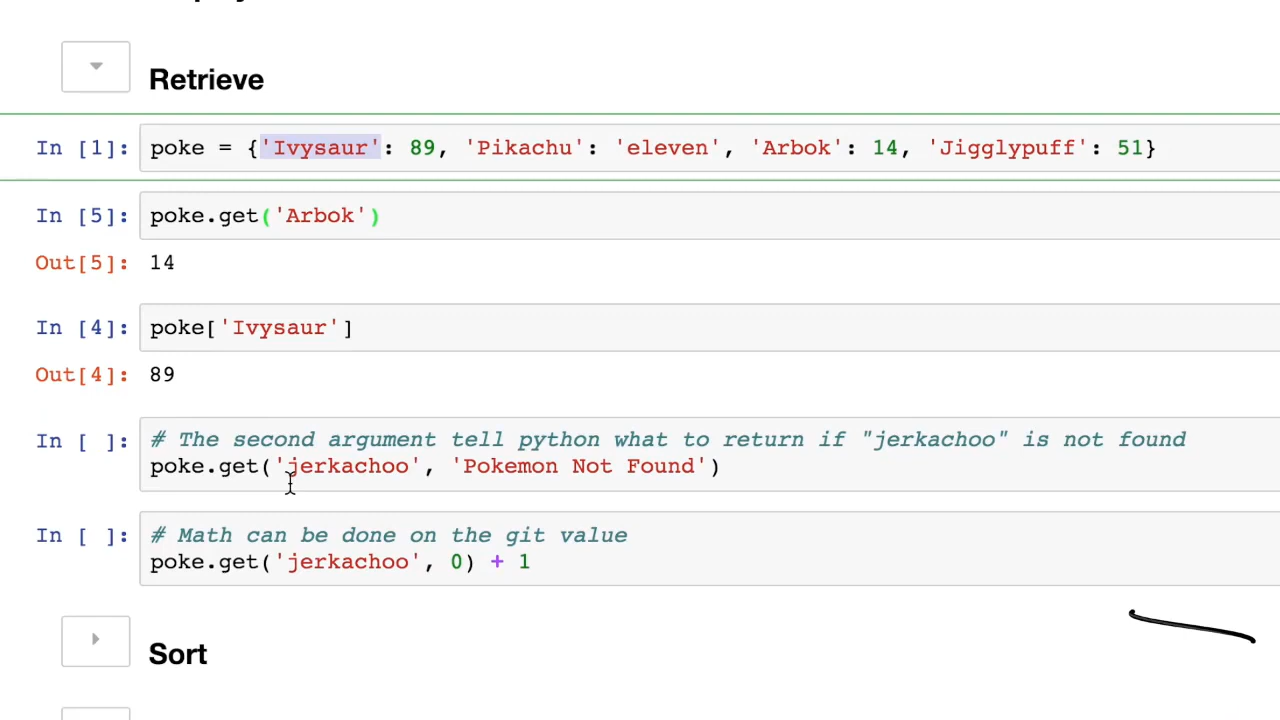 Retrieve
In [1]: poke = {'Ivysaur': 89, 'Pikachu': 'eleven', 'Arbok': 14, 'Jigglypuff': 51}
In [5]: poke.get('Arbok')
Out[5]: 14
In [4]: poke['Ivysaur']
Out[4]: 89
In [ ]: # The second argument tell python what to return if "jerkachoo" is not found
poke.get('jerkachoo', 'Pokemon Not Found')
In [ ]: # Math can be done on the git value
poke.get('jerkachoo', 0) + 1
Sort